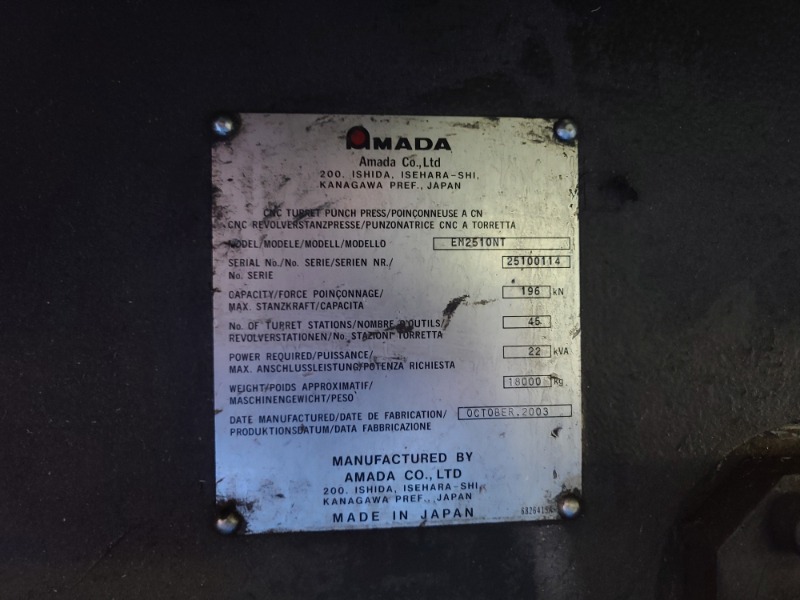 AMADA
Amada Co.,Ltd
200. ISHIDA, ISEHARA-SHI,
KANAGAWA PREF., JAPAN
CNC TURRET PUNCH PRESS/POINÇONNEUSE A CN
CNC REVOLVERSTANZPRESSE/PUNZONATRICE CNC A TORRETTA
MODEL/MODELE/MODELL/MODELLO EM2510NT
SERIAL No./No. SERIE/SERIEN NR./ 25100114
No. SERIE
CAPACITY/FORCE POINÇONNAGE/ 196 kN
MAX. STANZKRAFT/CAPACITA
No. OF TURRET STATIONS/NOMBRE D'OUTILS/ 45
REVOLVERSTATIONEN/No. STAZIONI TORRETTA
POWER REQUIRED/PUISSANCE/ 22 kVA
MAX. ANSCHLUSSLEISTUNG/POTENZA RICHIESTA
WEIGHT/POIDS APPROXIMATIF/ 18000 kg
MASCHINENGEWICHT/PESO
DATE MANUFACTURED/DATE DE FABRICATION/ OCTOBER.2003
PRODUKTIONSDATUM/DATA FABBRICAZIONE
MANUFACTURED BY
AMADA CO., LTD
200. ISHIDA, ISEHARA-SHI,
KANAGAWA PREF., JAPAN
MADE IN JAPAN